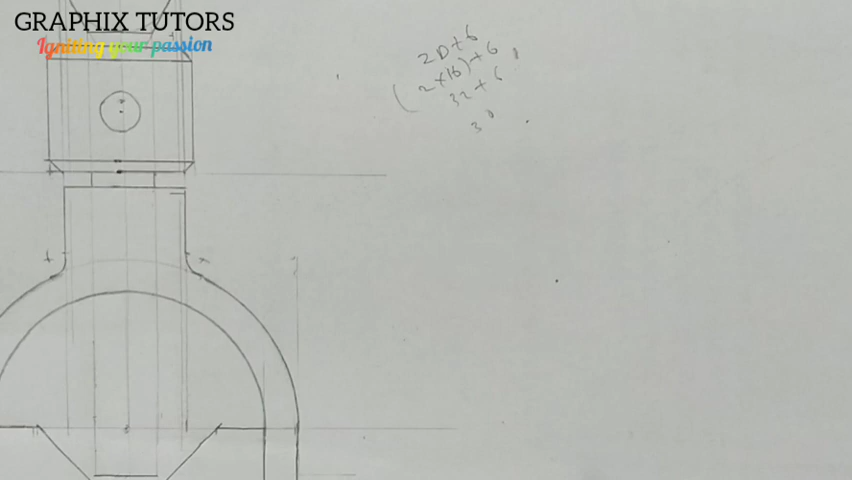 GRAPHIX TUTORS
Igniting your passion
2D+6
(2×16)+6
32+6